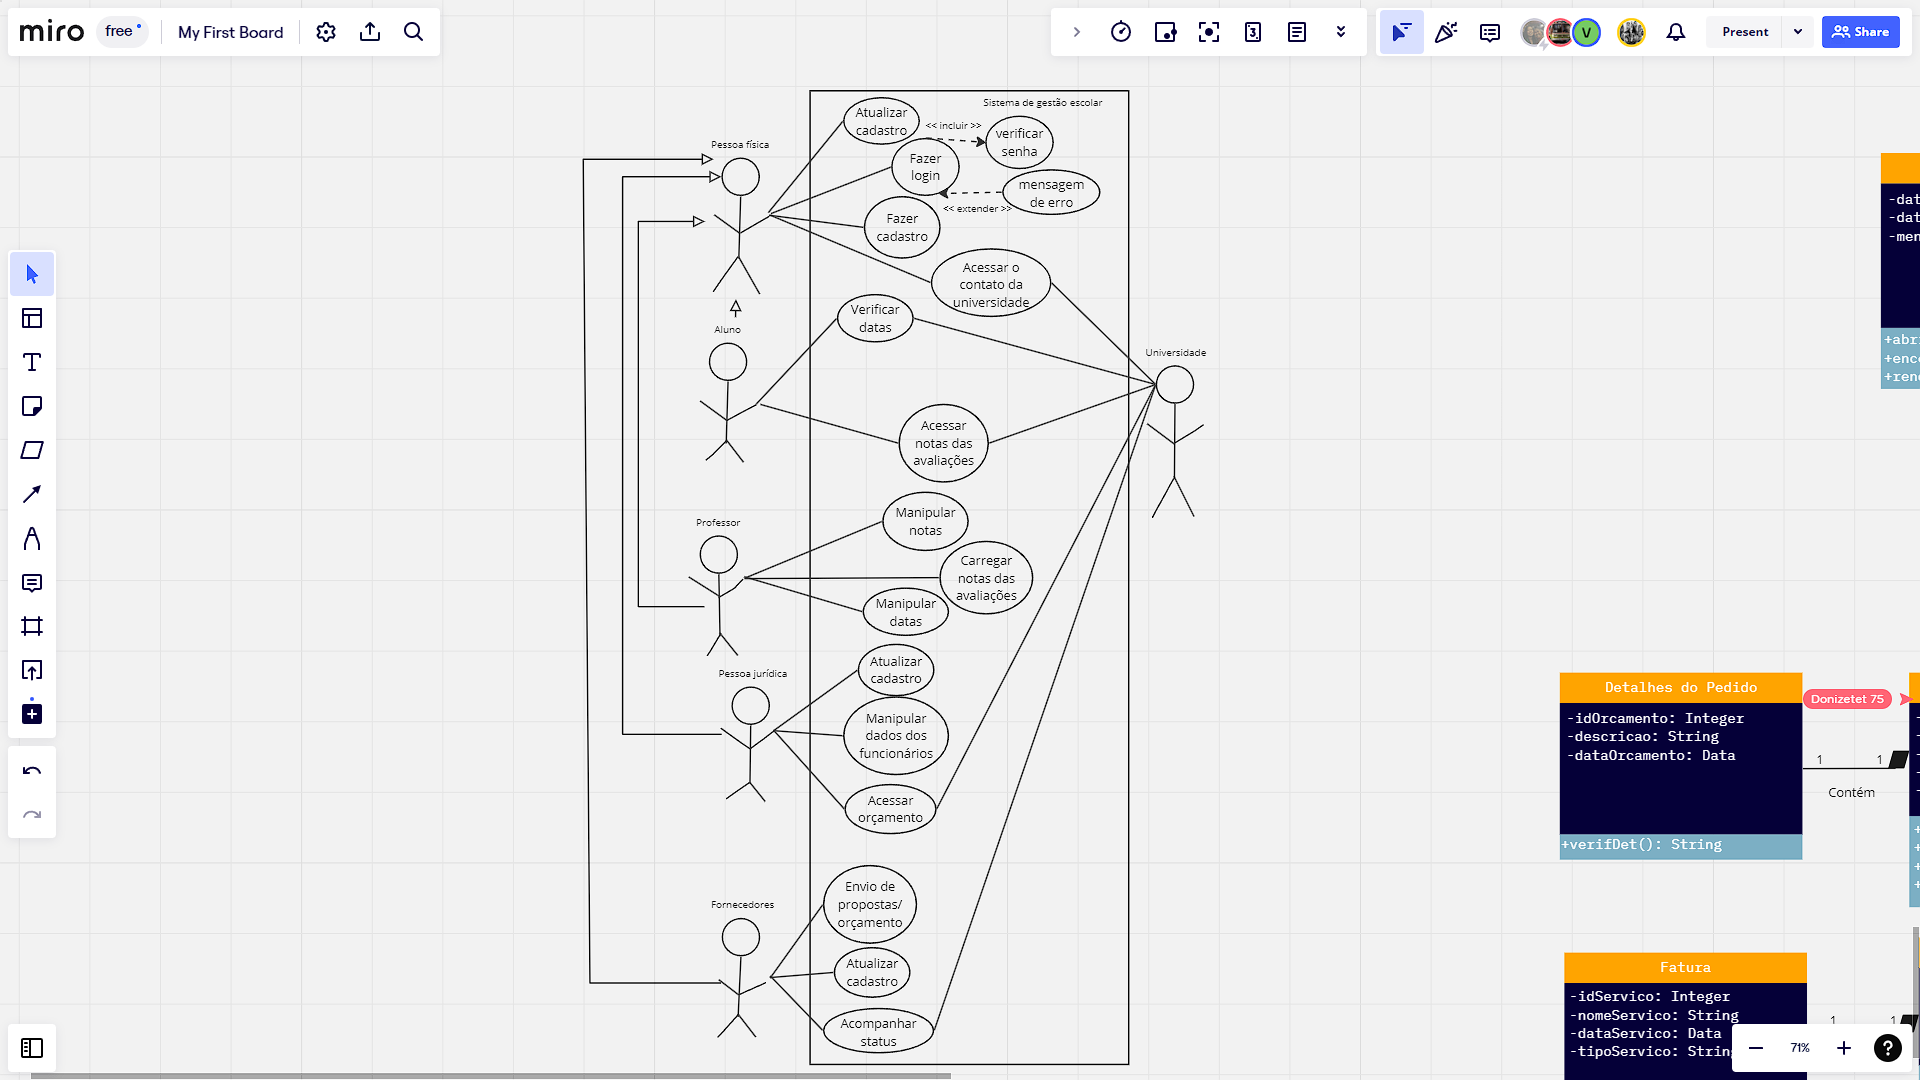 miro
free
My First Board
3
V
Present
Share
Sistema de gestão escolar
Atualizar
cadastro
<< incluir >>
verificar
senha
Pessoa física
Fazer
login
mensagem
de erro
<< extender >>
Fazer
cadastro
Acessar o
contato da
universidade
Verificar
datas
Aluno
Universidade
Acessar
notas das
avaliações
Manipular
notas
Professor
Carregar
notas das
avaliações
Manipular
datas
Atualizar
cadastro
Pessoa jurídica
Manipular
dados dos
funcionários
Acessar
orçamento
Envio de
propostas/
orçamento
Fornecedores
Atualizar
cadastro
Acompanhar
status
-dat
-dat
-men
+abri
+enc
+ren
Detalhes do Pedido
-idOrcamento: Integer
-descricao: String
-dataOrcamento: Data
+verifDet(): String
Donizetet 75
1 1
Contém
Fatura
-idServico: Integer
-nomeServico: String
-dataServico: Data
-tipoServico: Strin
1 1
71%
?